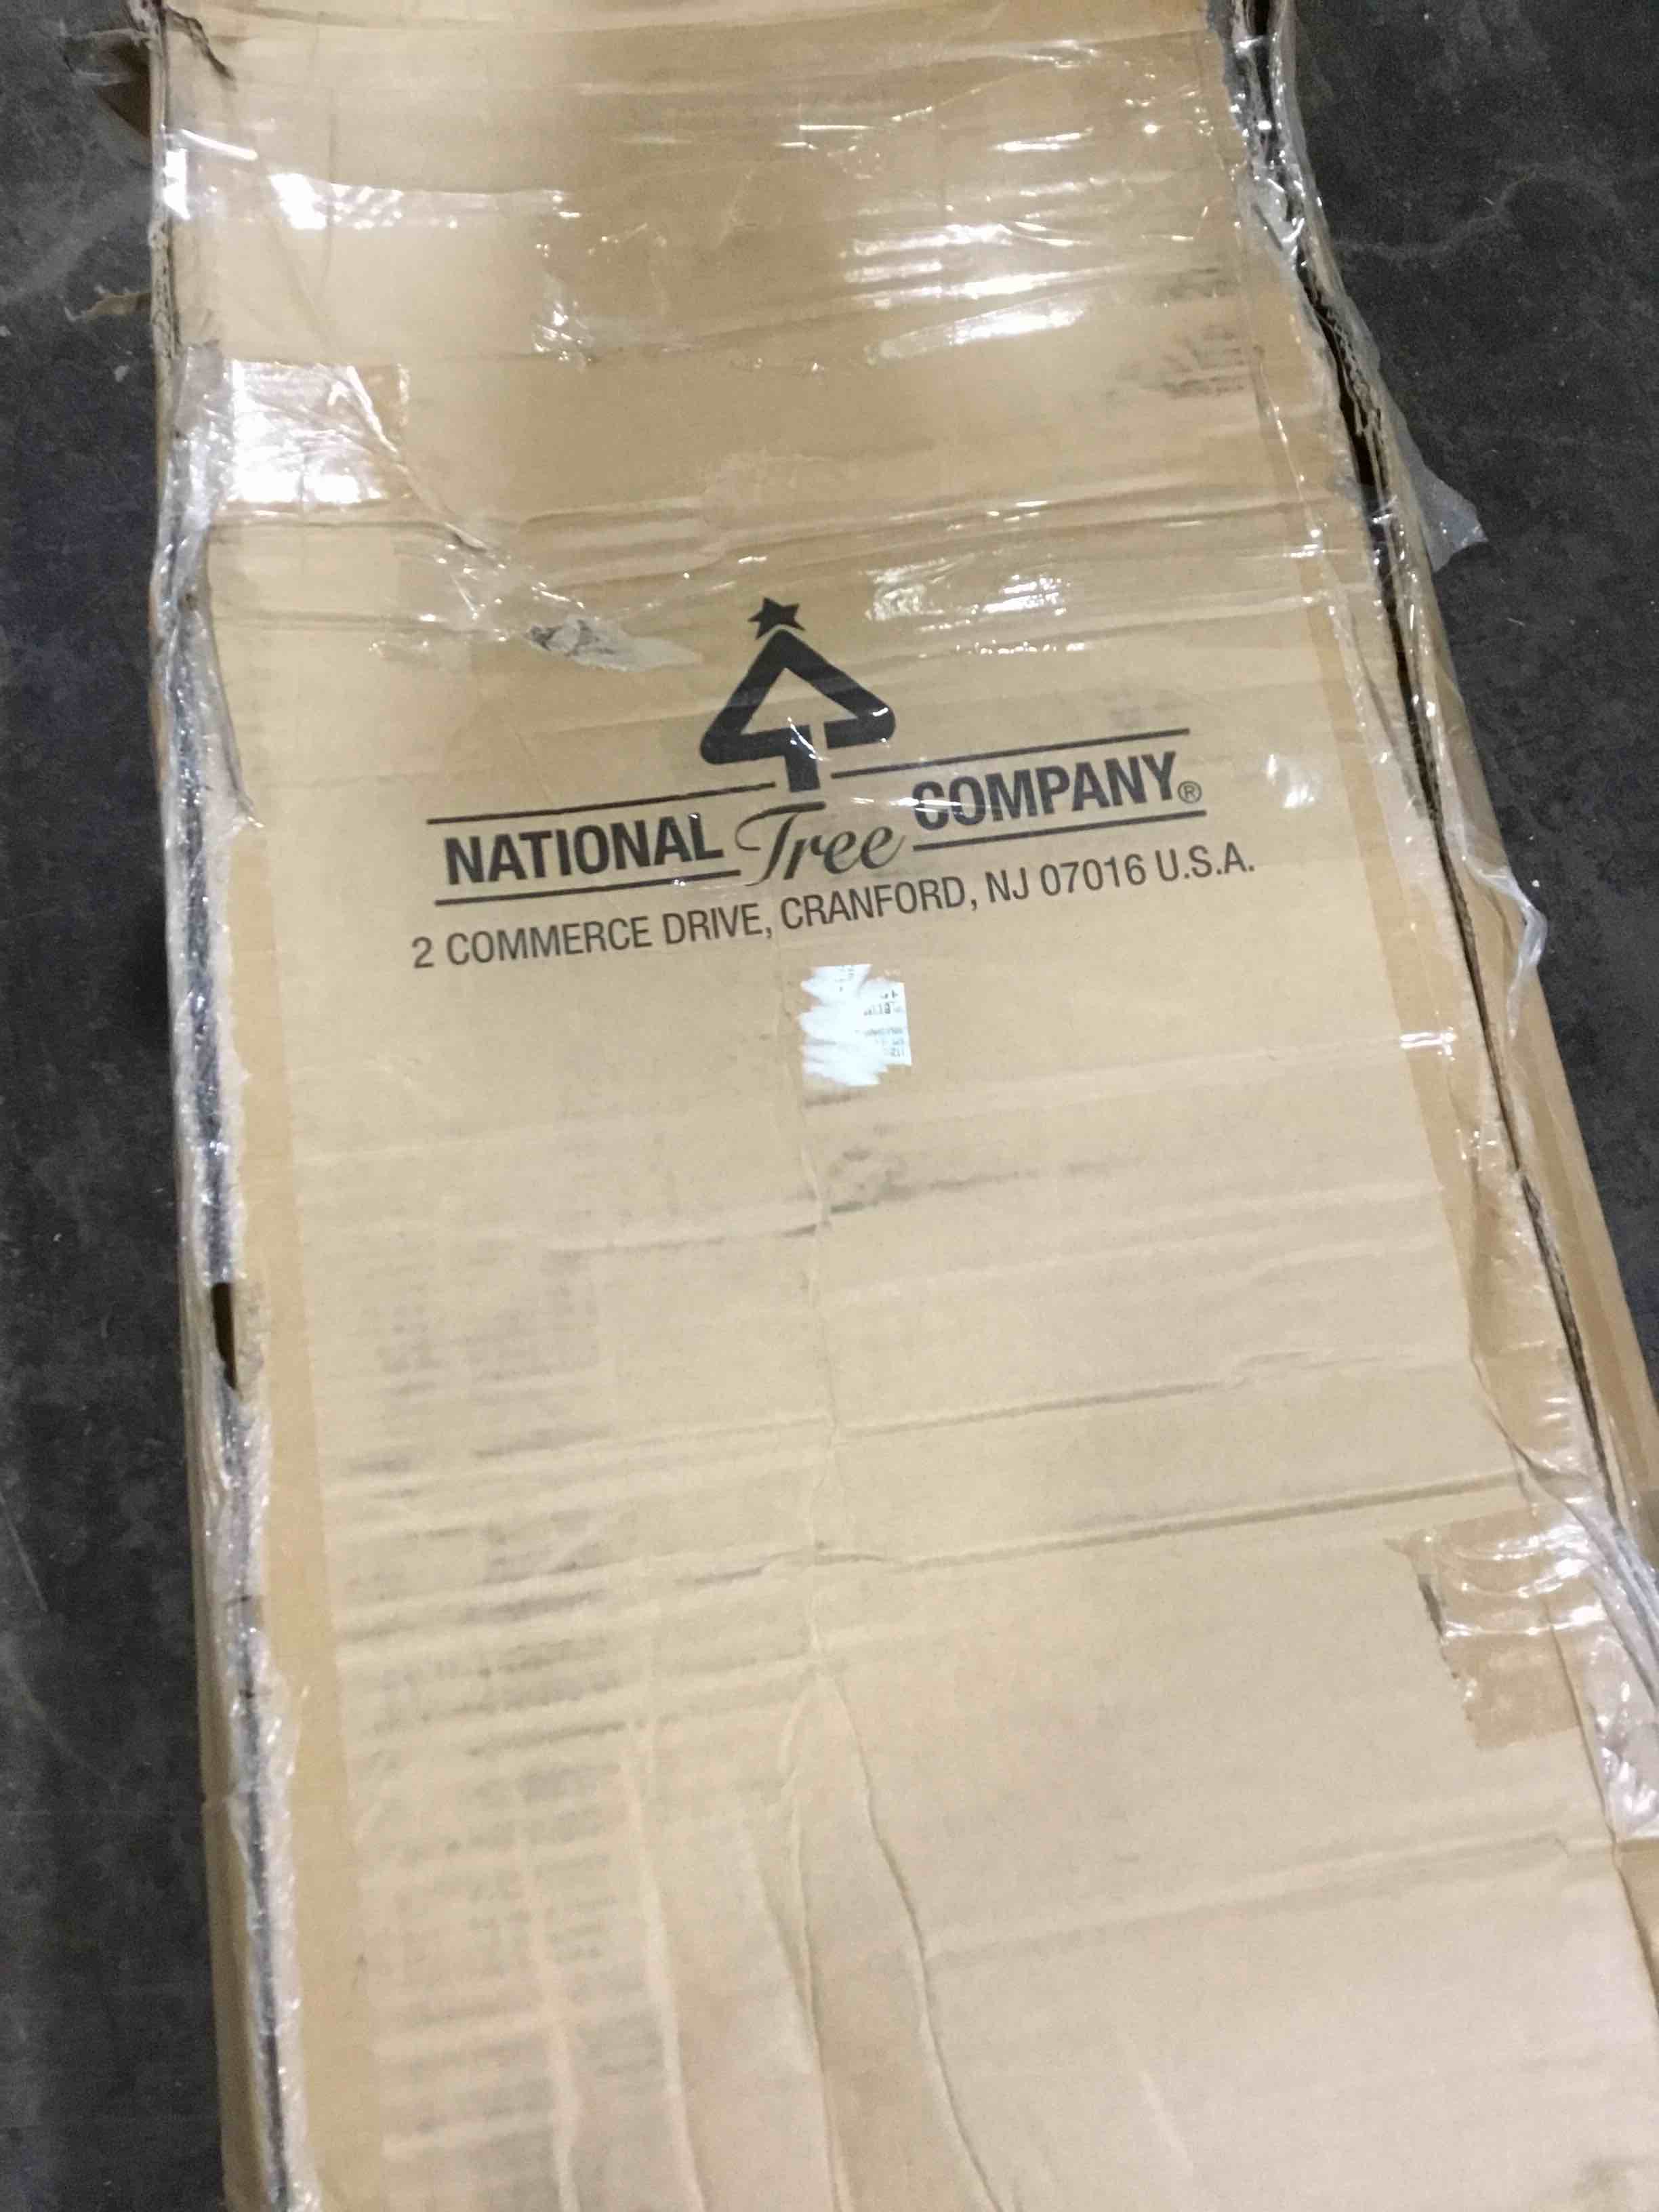 NATIONAL Tree COMPANY®
2 COMMERCE DRIVE, CRANFORD, NJ 07016 U.S.A.